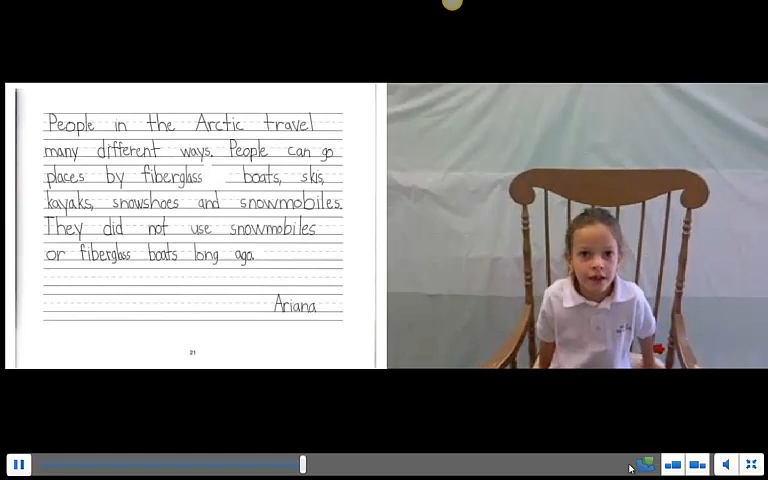 People in the Arctic travel
many different ways. People can go
places by fiberglass boats, skis,
kayaks, snowshoes and snowmobiles.
They did not use snowmobiles
or fiberglass boats long ago.
Ariana
21